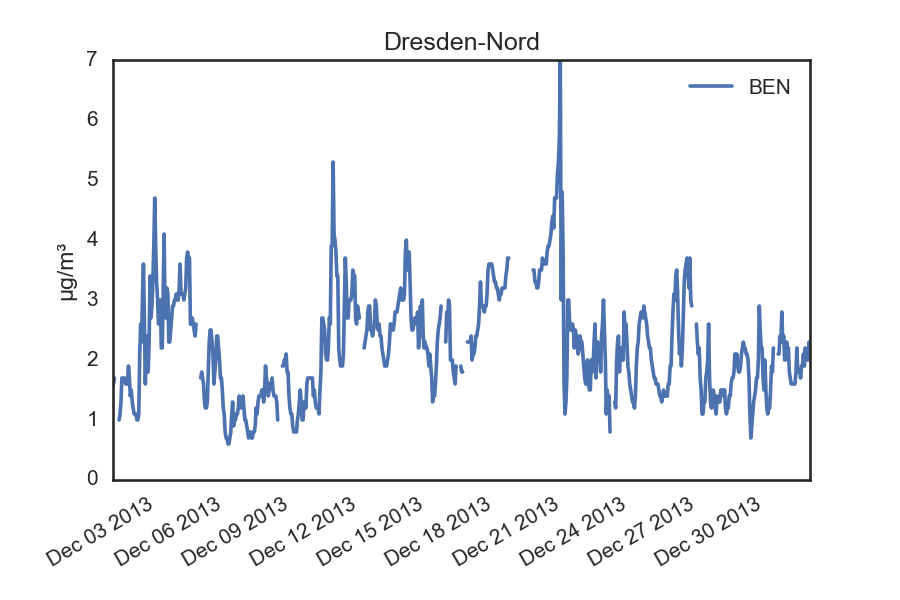 Dresden-Nord
7
6
5
4
3
2
1
0
µg/m³
BEN
Dec 03 2013
Dec 06 2013
Dec 09 2013
Dec 12 2013
Dec 15 2013
Dec 18 2013
Dec 21 2013
Dec 24 2013
Dec 27 2013
Dec 30 2013